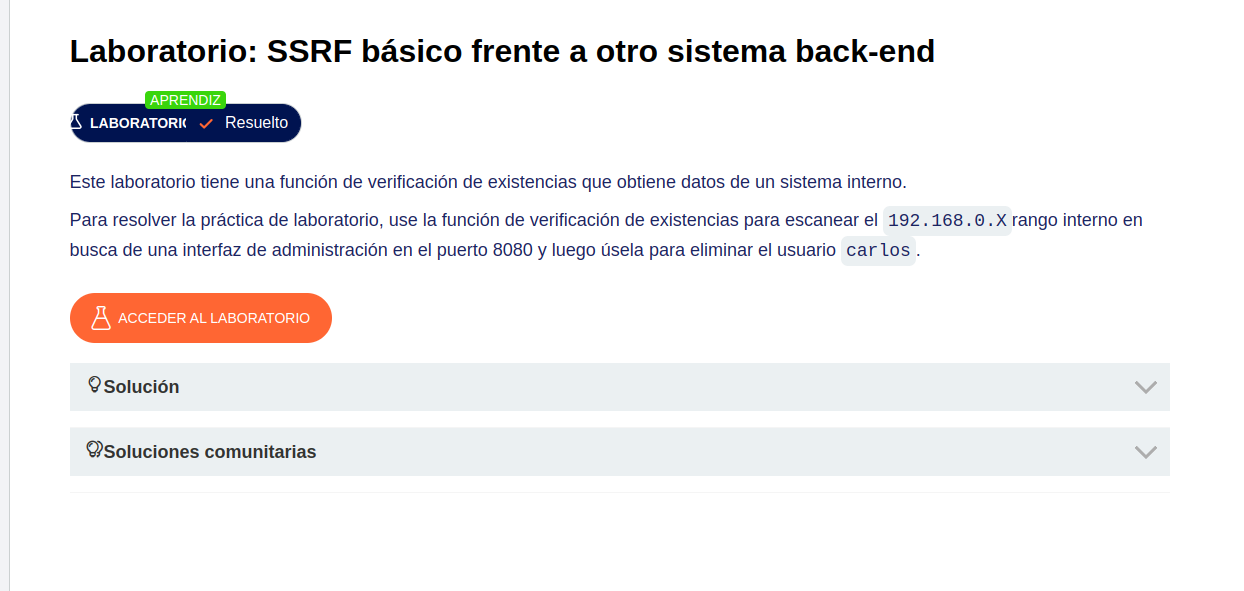 Laboratorio: SSRF básico frente a otro sistema back-end
APRENDIZ
LABORATORIO Resuelto
Este laboratorio tiene una función de verificación de existencias que obtiene datos de un sistema interno.
Para resolver la práctica de laboratorio, use la función de verificación de existencias para escanear el 192.168.0.X rango interno en
busca de una interfaz de administración en el puerto 8080 y luego úsela para eliminar el usuario carlos .
ACCEDER AL LABORATORIO
Solución
Soluciones comunitarias